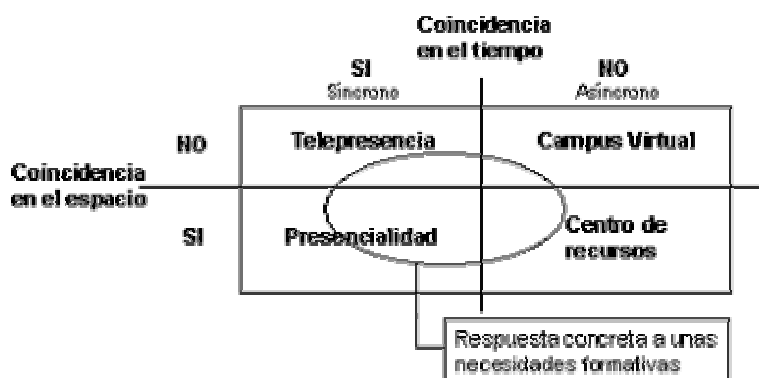 Coincidencia
en el tiempo
SI
NO
Síncrono
Asíncrono
NO
Telepresencia
Campus Virtual
Coincidencia
en el espacio
SI
Presencialidad
Centro de
recursos
Respuesta concreta a unas
necesidades formativas